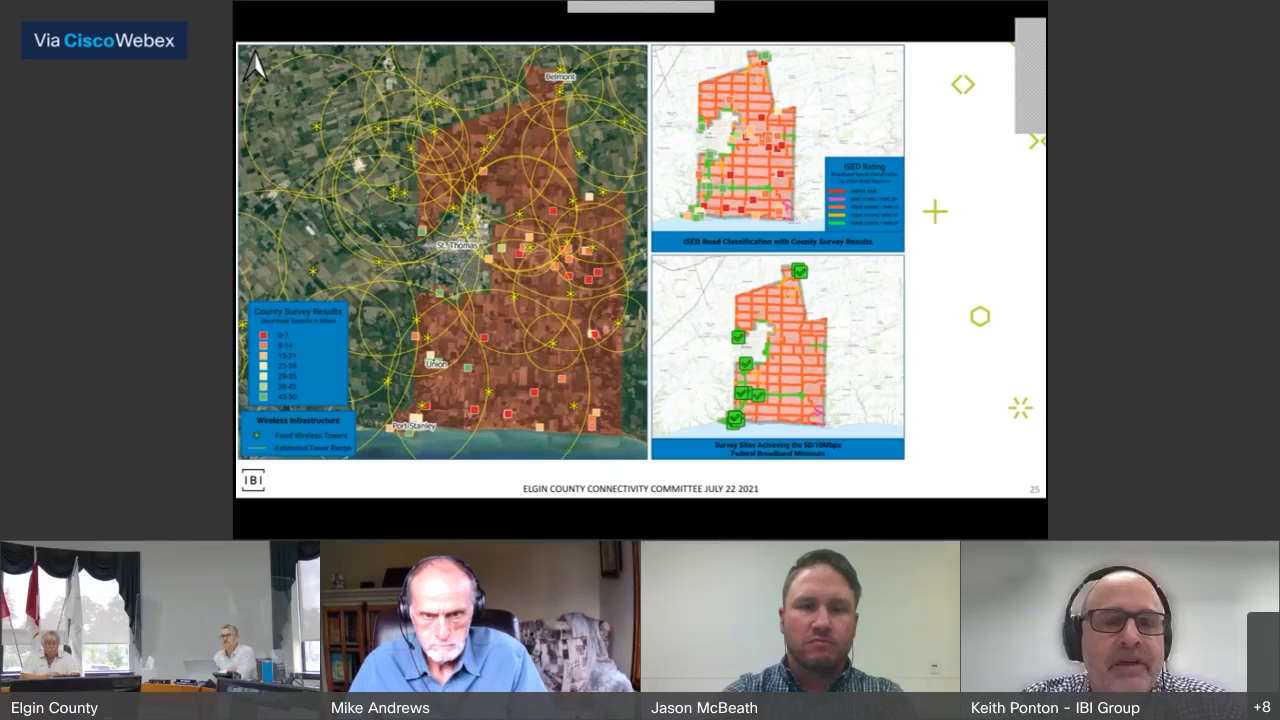 Via CiscoWebex
Belmont
St. Thomas
Union
Port-Stanley
County Survey Results
Download Speeds in Mbps
0-7
8-14
15-21
22-28
29-35
36-42
43-50
Wireless Infrastructure
Fixed Wireless Towers
Estimated Tower Range
ISED Rating
ISED Road Classification with County Survey Results
Survey Sites Achieving the 50/10Mbps
Federal Broadband Minimum
IBI
ELGIN COUNTY CONNECTIVITY COMMITTEE JULY 22 2021
25
Elgin County
Mike Andrews
Jason McBeath
Keith Ponton - IBI Group
+8